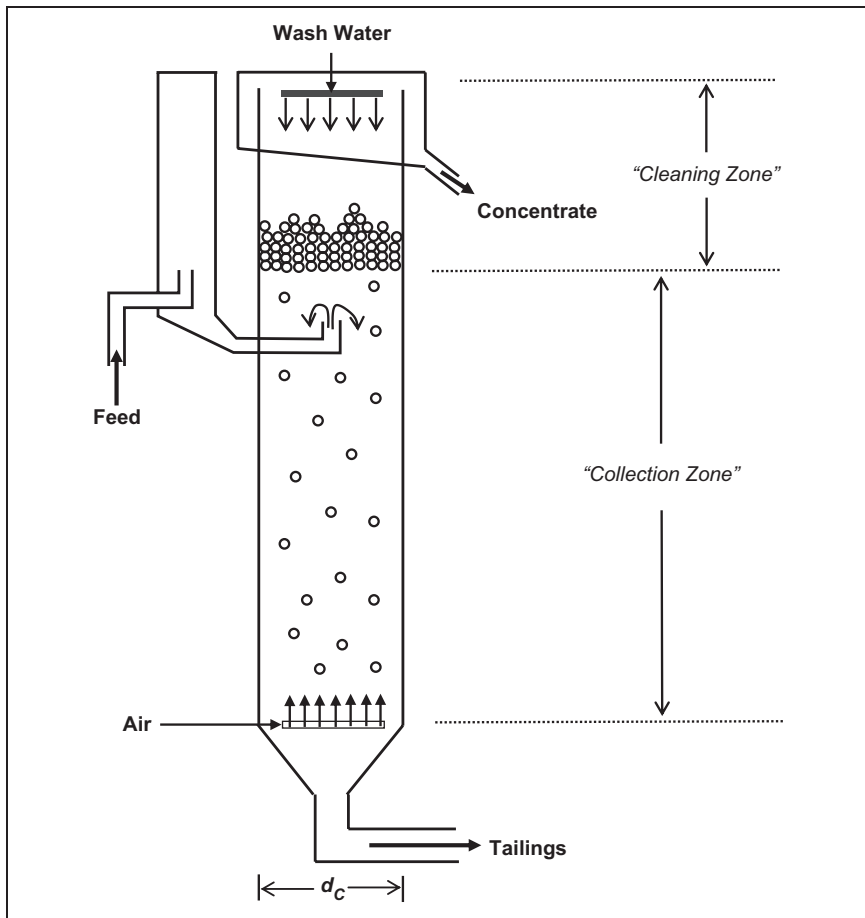 Wash Water
“Cleaning Zone”
Concentrate
Feed
“Collection Zone”
Air
Tailings
dC